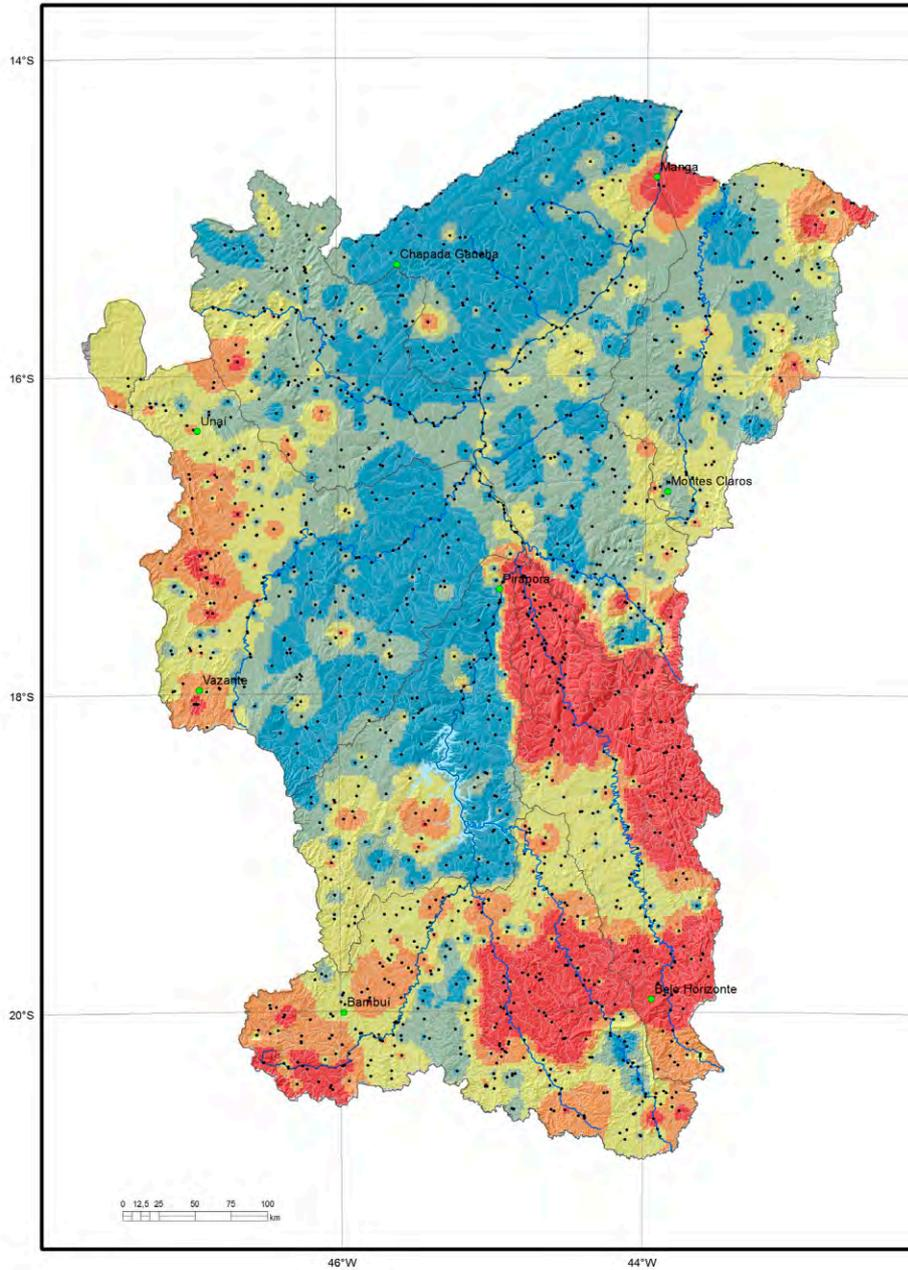 14°S
Manga
Chapada Gaúcha
16°S
Unaí
Montes Claros
Pirapora
18°S
Vazante
Belo Horizonte
20°S
Bambuí
0 12,5 25 50 75 100
km
46°W 44°W